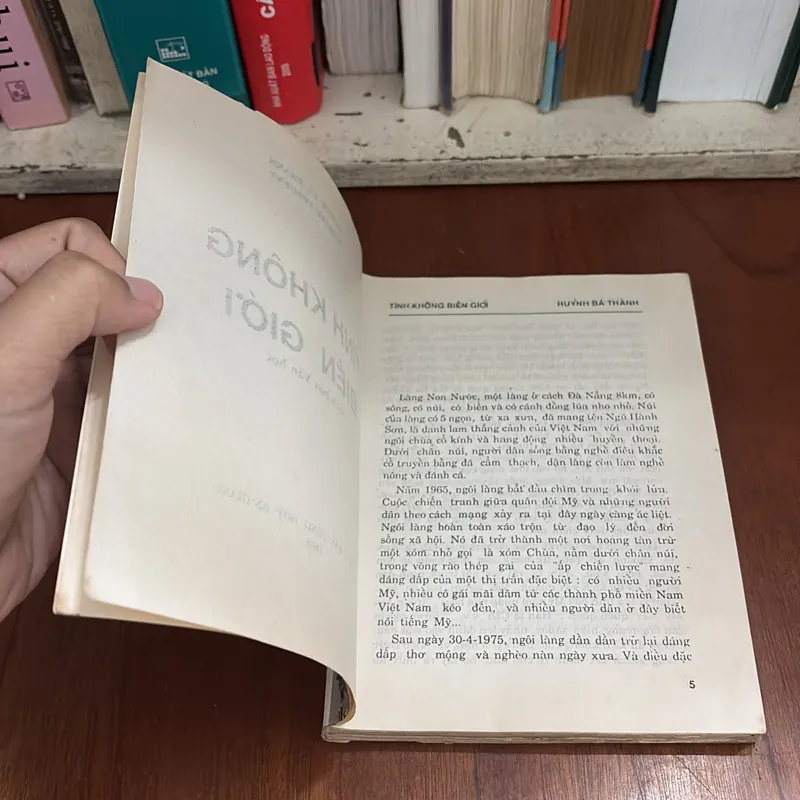 hui
ẤT BẢN
NHÀ XUẤT BẢN LAO ĐỘNG
TÌNH KHÔNG BIÊN GIỚI HUỲNH BÁ THÀNH
Làng Non Nước, một làng ở cách Đà Nẵng 8km, có
sông, có núi, có biển và có cánh đồng lúa nho nhỏ. Núi
của làng có 5 ngọn, từ xa xưa, đã mang tên Ngũ Hành
Sơn, là danh lam thắng cảnh của Việt Nam với những
ngôi chùa cổ kính và hang động nhiều huyền thoại.
Dưới chân núi, người dân sống bằng nghề điêu khắc
cổ truyền bằng đá cẩm thạch, dân làng còn làm nghề
nông và đánh cá.
Năm 1965, ngôi làng bắt đầu chìm trong khói lửa.
Cuộc chiến tranh giữa quân đội Mỹ và những người
dân theo cách mạng xảy ra tại đây ngày càng ác liệt.
Ngôi làng hoàn toàn xáo trộn từ đạo lý đến đời
sống xã hội. Nó đã trở thành một nơi hoang tàn trừ
một xóm nhỏ gọi là xóm Chùa, nằm dưới chân núi,
trong vòng rào thép gai của "ấp chiến lược" mang
dáng dấp của một thị trấn đặc biệt : có nhiều người
Mỹ, nhiều cô gái mãi dâm từ các thành phố miền Nam
Việt Nam kéo đến, và nhiều người dân ở đây biết
nói tiếng Mỹ...
Sau ngày 30-4-1975, ngôi làng dần dần trở lại dáng
dấp thơ mộng và nghèo nàn ngày xưa. Và điều đặc
5